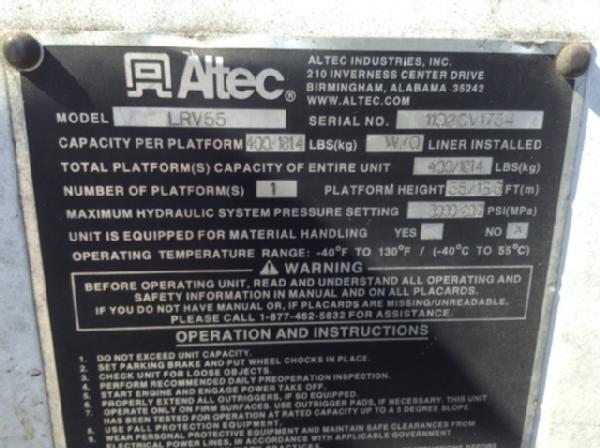 Altec®
ALTEC INDUSTRIES, INC.
210 INVERNESS CENTER DRIVE
BIRMINGHAM, ALABAMA 35242
WWW.ALTEC.COM
MODEL LRV55 SERIAL NO.
CAPACITY PER PLATFORM 400/181.4 LBS(kg) W/O LINER INSTALLED
TOTAL PLATFORM(S) CAPACITY OF ENTIRE UNIT 400/181.4 LBS(kg)
NUMBER OF PLATFORM(S) 1 PLATFORM HEIGHT FT(m)
MAXIMUM HYDRAULIC SYSTEM PRESSURE SETTING PSI(MPa)
UNIT IS EQUIPPED FOR MATERIAL HANDLING YES NO X
OPERATING TEMPERATURE RANGE: -40°F TO 130°F / (-40°C TO 55°C)
WARNING
BEFORE OPERATING UNIT, READ AND UNDERSTAND ALL OPERATING AND
SAFETY INFORMATION IN MANUAL AND ON ALL PLACARDS.
IF YOU DO NOT HAVE MANUAL, OR IF PLACARDS ARE MISSING/UNREADABLE,
PLEASE CALL 1-877-462-5832 FOR ASSISTANCE.
OPERATION AND INSTRUCTIONS
1. DO NOT EXCEED UNIT CAPACITY.
2. SET PARKING BRAKE AND PUT WHEEL CHOCKS IN PLACE.
3. CHECK UNIT FOR LOOSE OBJECTS.
4. PERFORM RECOMMENDED DAILY PREOPERATION INSPECTION.
5. START ENGINE AND ENGAGE POWER TAKE OFF.
6. PROPERLY EXTEND ALL OUTRIGGERS, IF SO EQUIPPED.
7. OPERATE ONLY ON FIRM SURFACES. USE OUTRIGGER PADS, IF NECESSARY. THIS UNIT
HAS BEEN TESTED FOR OPERATION AT RATED CAPACITY UP TO A 5 DEGREE SLOPE.
8. USE ALL PROTECTION EQUIPMENT.
9. WEAR PERSONAL PROTECTIVE EQUIPMENT AND MAINTAIN SAFE CLEARANCES FROM
ELECTRICAL POWER LINES IN ACCORDANCE WITH APPLICABLE GOVERNMENT